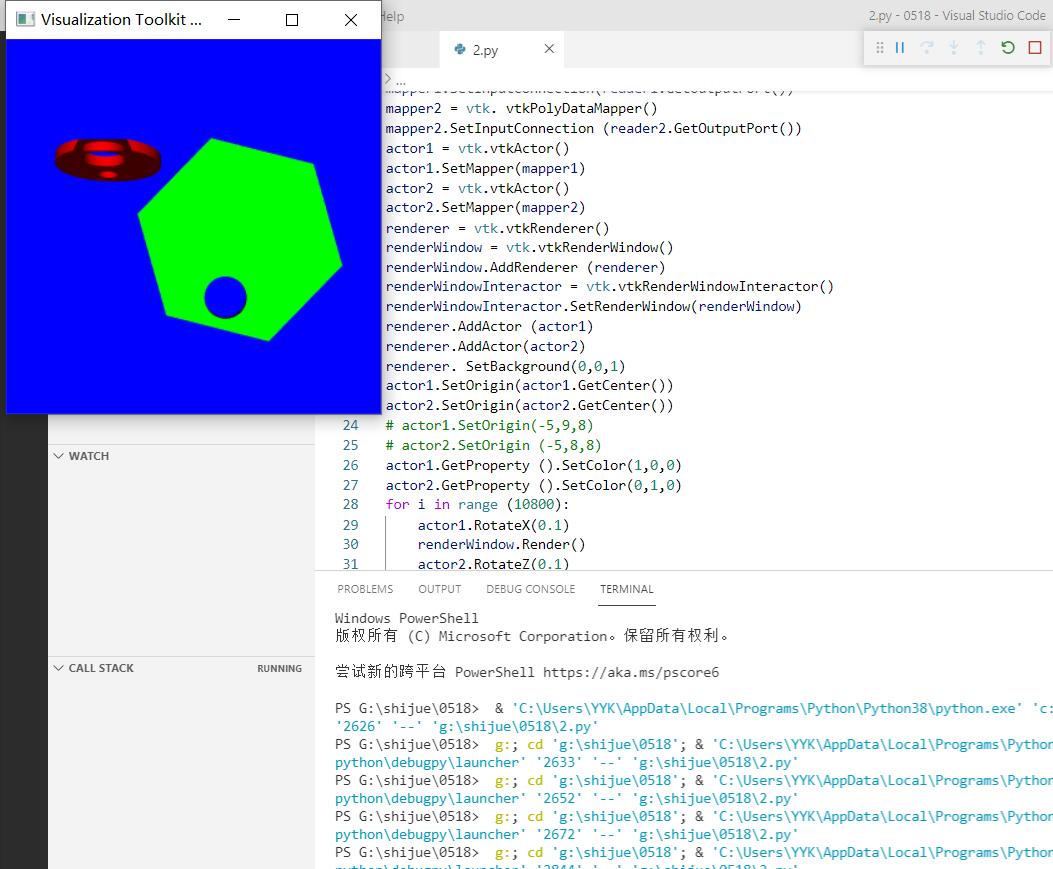 Visualization Toolkit ...
Help
2.py - 0518 - Visual Studio Code
2.py
...
mapper1.SetInputConnection(reader1.GetOutputPort())
mapper2 = vtk. vtkPolyDataMapper()
mapper2.SetInputConnection (reader2.GetOutputPort())
actor1 = vtk.vtkActor()
actor1.SetMapper(mapper1)
actor2 = vtk.vtkActor()
actor2.SetMapper(mapper2)
renderer = vtk.vtkRenderer()
renderWindow = vtk.vtkRenderWindow()
renderWindow.AddRenderer (renderer)
renderWindowInteractor = vtk.vtkRenderWindowInteractor()
renderWindowInteractor.SetRenderWindow(renderWindow)
renderer.AddActor (actor1)
renderer.AddActor(actor2)
renderer. SetBackground(0,0,1)
actor1.SetOrigin(actor1.GetCenter())
actor2.SetOrigin(actor2.GetCenter())
24 # actor1.SetOrigin(-5,9,8)
25 # actor2.SetOrigin (-5,8,8)
26 actor1.GetProperty ().SetColor(1,0,0)
27 actor2.GetProperty ().SetColor(0,1,0)
28 for i in range (10800):
29 actor1.RotateX(0.1)
30 renderWindow.Render()
31 actor2.RotateZ(0.1)
WATCH
CALL STACK RUNNING
PROBLEMS OUTPUT DEBUG CONSOLE TERMINAL
Windows PowerShell
版权所有 (C) Microsoft Corporation。保留所有权利。
尝试新的跨平台 PowerShell https://aka.ms/pscore6
PS G:\shijue\0518>  & 'C:\Users\YYK\AppData\Local\Programs\Python\Python38\python.exe' 'c:
'2626' '--' 'g:\shijue\0518\2.py'
PS G:\shijue\0518>  g:; cd 'g:\shijue\0518'; & 'C:\Users\YYK\AppData\Local\Programs\Python
python\debugpy\launcher' '2633' '--' 'g:\shijue\0518\2.py'
PS G:\shijue\0518>  g:; cd 'g:\shijue\0518'; & 'C:\Users\YYK\AppData\Local\Programs\Python
python\debugpy\launcher' '2652' '--' 'g:\shijue\0518\2.py'
PS G:\shijue\0518>  g:; cd 'g:\shijue\0518'; & 'C:\Users\YYK\AppData\Local\Programs\Python
python\debugpy\launcher' '2672' '--' 'g:\shijue\0518\2.py'
PS G:\shijue\0518>  g:; cd 'g:\shijue\0518'; & 'C:\Users\YYK\AppData\Local\Programs\Python